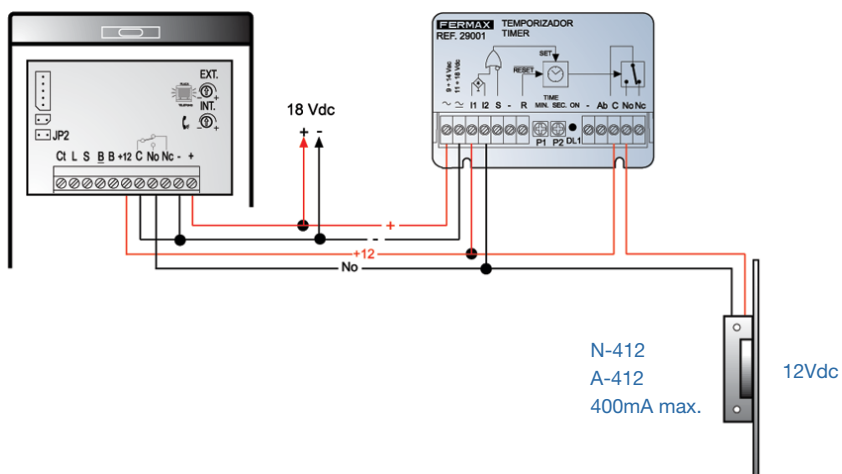 EXT.
INT.
JP2
Ct L S B B +12 C No Nc - +
18 Vdc
+ -
FERMAX TEMPORIZADOR
REF. 29001 TIMER
SET
RESET
9 ÷ 14 Vac
11 ÷ 18 Vdc
TIME
I1 I2 S - R MIN. SEC. ON - Ab C No Nc
P1 P2 DL1
+
-
+12
No
N-412
A-412
400mA max.
12Vdc